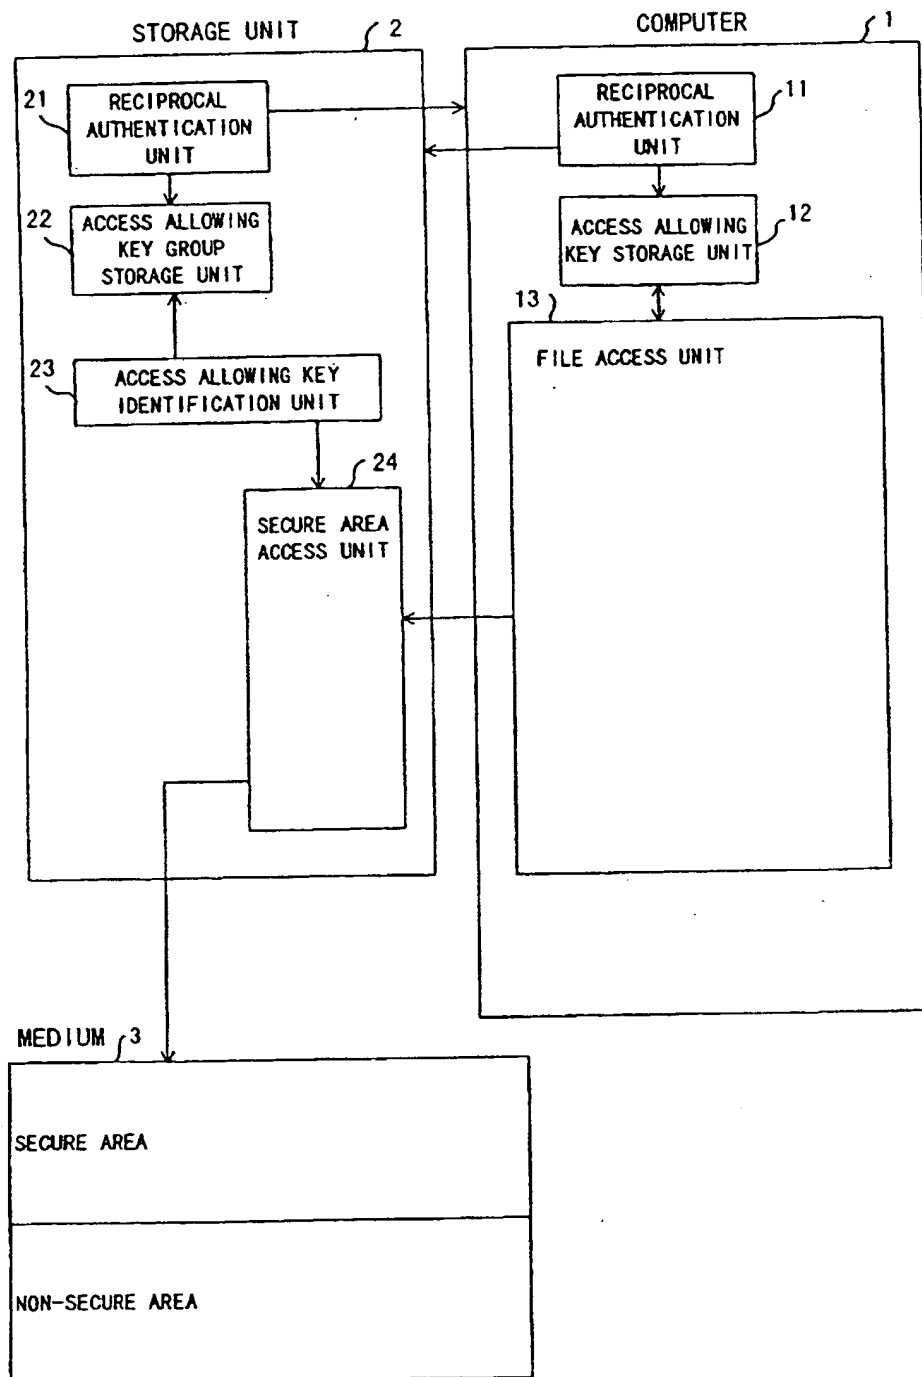 STORAGE UNIT
2
COMPUTER
1
21
RECIPROCAL
AUTHENTICATION
UNIT
RECIPROCAL
AUTHENTICATION
UNIT
11
22
ACCESS ALLOWING
KEY GROUP
STORAGE UNIT
ACCESS ALLOWING
KEY STORAGE UNIT
12
13
FILE ACCESS UNIT
23
ACCESS ALLOWING KEY
IDENTIFICATION UNIT
24
SECURE AREA
ACCESS UNIT
MEDIUM
3
SECURE AREA
NON-SECURE AREA